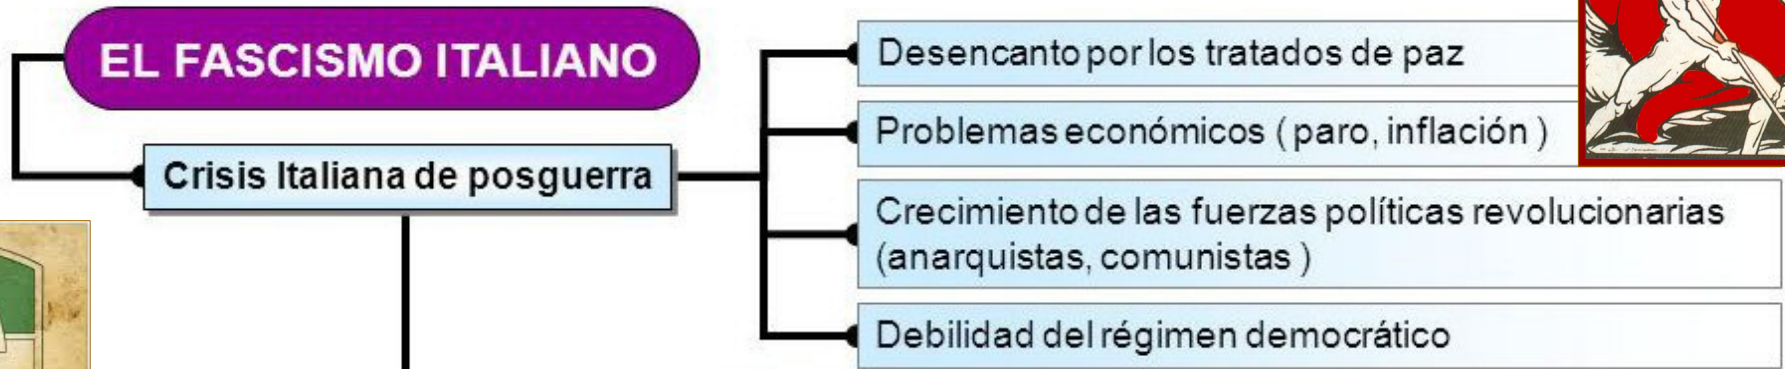 EL FASCISMO ITALIANO
Crisis Italiana de posguerra
Desencanto por los tratados de paz
Problemas económicos ( paro, inflación )
Crecimiento de las fuerzas políticas revolucionarias
(anarquistas, comunistas )
Debilidad del régimen democrático